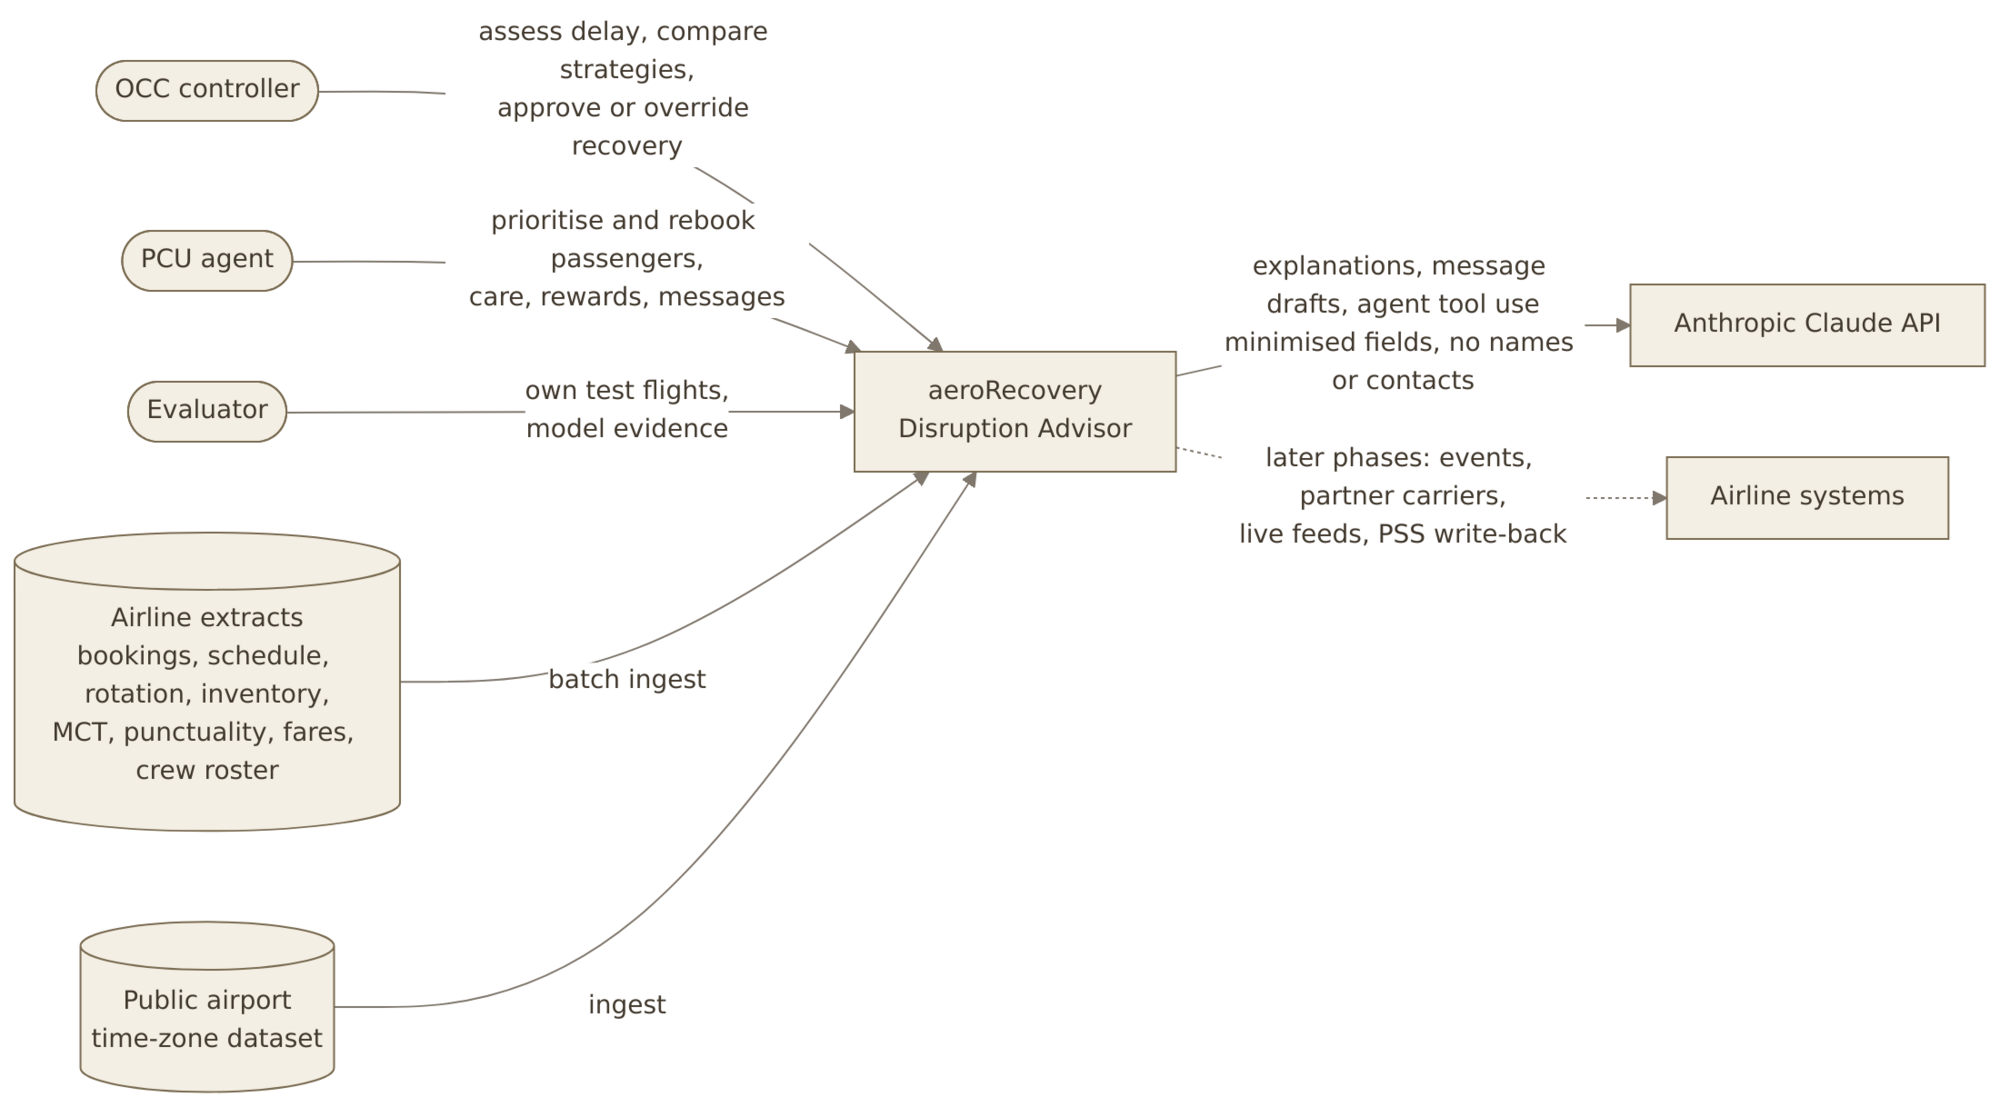 OCC controller
assess delay, compare
strategies,
approve or override
recovery
PCU agent
prioritise and rebook
passengers,
care, rewards, messages
Evaluator
own test flights,
model evidence
aeroRecovery
Disruption Advisor
explanations, message
drafts, agent tool use
minimised fields, no names
or contacts
Anthropic Claude API
later phases: events,
partner carriers,
live feeds, PSS write-back
Airline systems
Airline extracts
bookings, schedule,
rotation, inventory,
MCT, punctuality, fares,
crew roster
batch ingest
Public airport
time-zone dataset
ingest